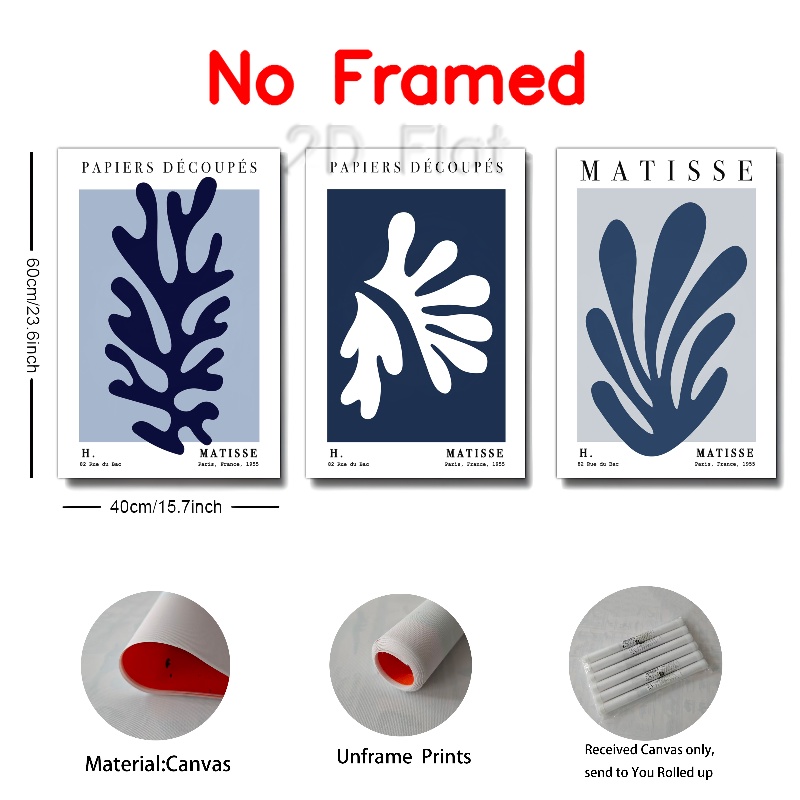 No Framed
2D Flat
PAPIERS DÉCOUPÉS
H. MATISSE
82 Rue du Bac Paris, France, 1955
PAPIERS DÉCOUPÉS
H. MATISSE
82 Rue du Bac Paris, France, 1955
MATISSE
H. MATISSE
82 Rue du Bac Paris, France, 1955
60cm/23.6inch
40cm/15.7inch
Material:Canvas
Unframe Prints
Received Canvas only,
send to You Rolled up